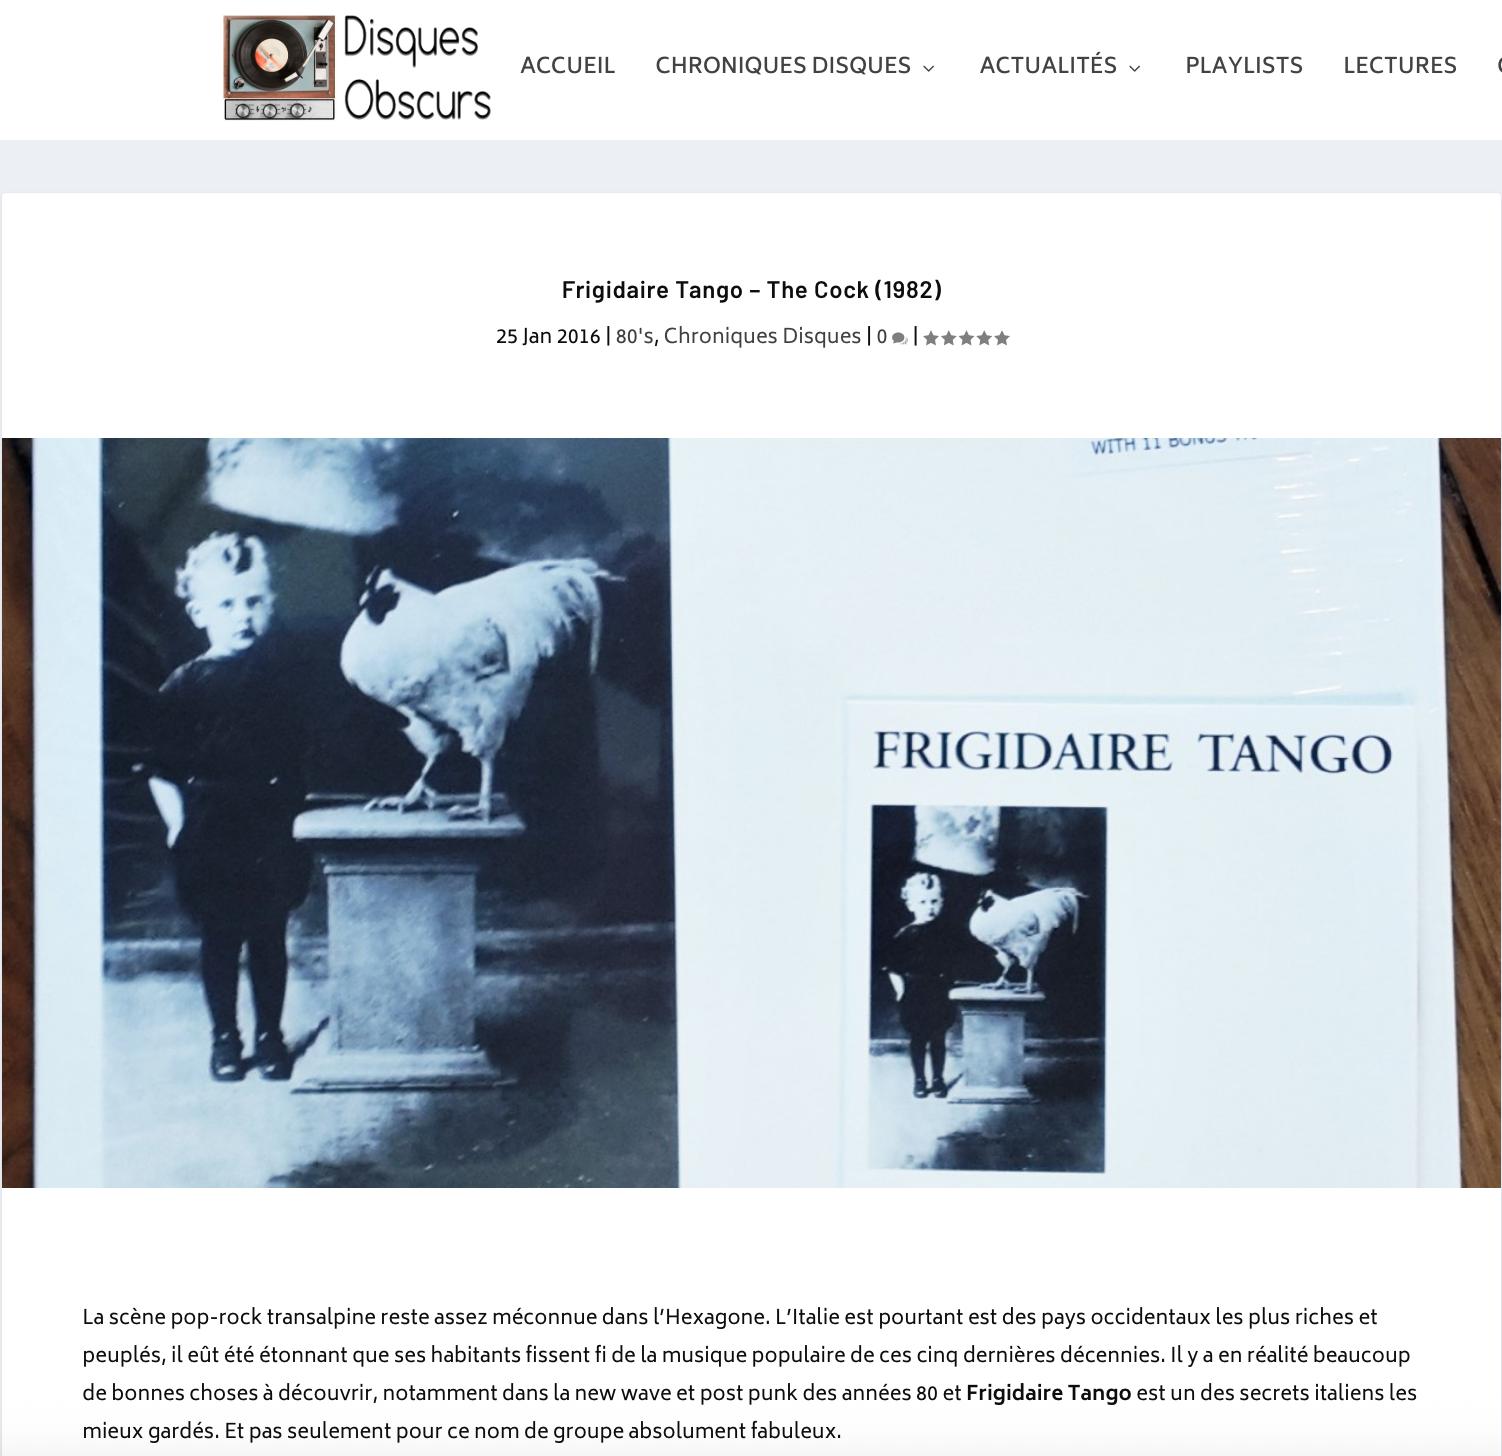 Disques
Obscurs
ACCUEIL
CHRONIQUES DISQUES
ACTUALITÉS
PLAYLISTS
LECTURES
Frigidaire Tango – The Cock (1982)
25 Jan 2016 | 80's, Chroniques Disques | 0 |
WITH 11 BONUS
FRIGIDAIRE TANGO
La scène pop-rock transalpine reste assez méconnue dans l’Hexagone. L’Italie est pourtant est des pays occidentaux les plus riches et
peuplés, il eût été étonnant que ses habitants fissent fi de la musique populaire de ces cinq dernières décennies. Il y a en réalité beaucoup
de bonnes choses à découvrir, notamment dans la new wave et post punk des années 80 et Frigidaire Tango est un des secrets italiens les
mieux gardés. Et pas seulement pour ce nom de groupe absolument fabuleux.